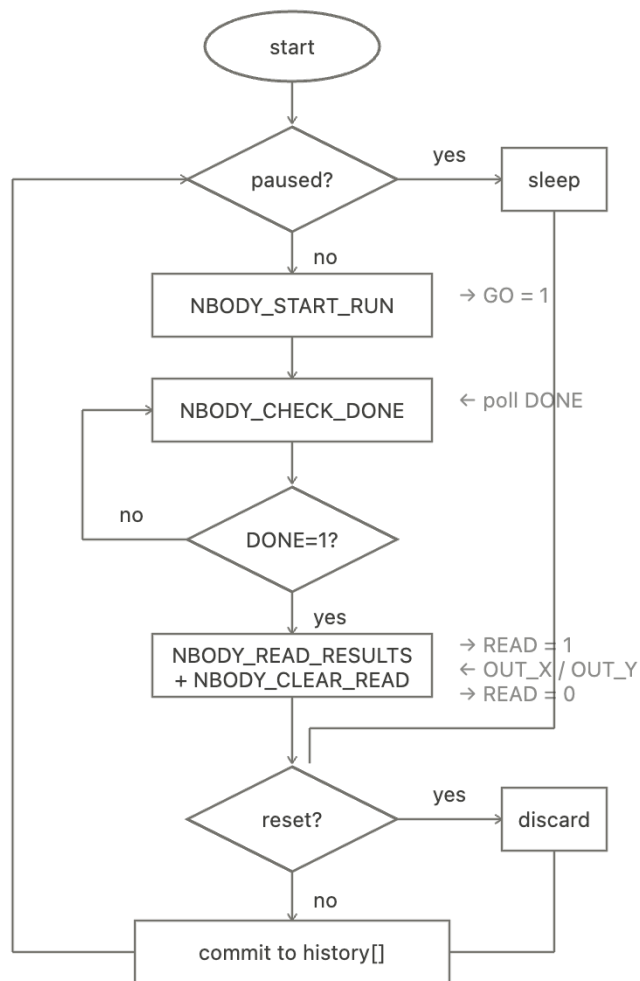 start
paused?
yes
sleep
no
NBODY_START_RUN
→ GO = 1
NBODY_CHECK_DONE
← poll DONE
no
DONE=1?
yes
NBODY_READ_RESULTS
+ NBODY_CLEAR_READ
→ READ = 1
← OUT_X / OUT_Y
→ READ = 0
reset?
yes
discard
no
commit to history[]